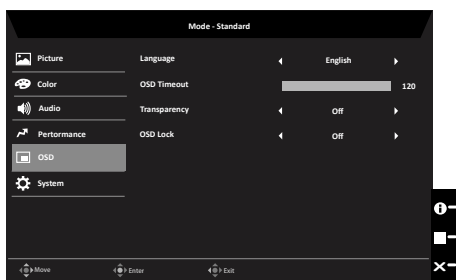 Mode - Standard
Picture
Language
English
Color
OSD Timeout
120
Audio
Transparency
Off
Pertormance
OSD Lock
Off
OSD
System
Move
Enter
Exit